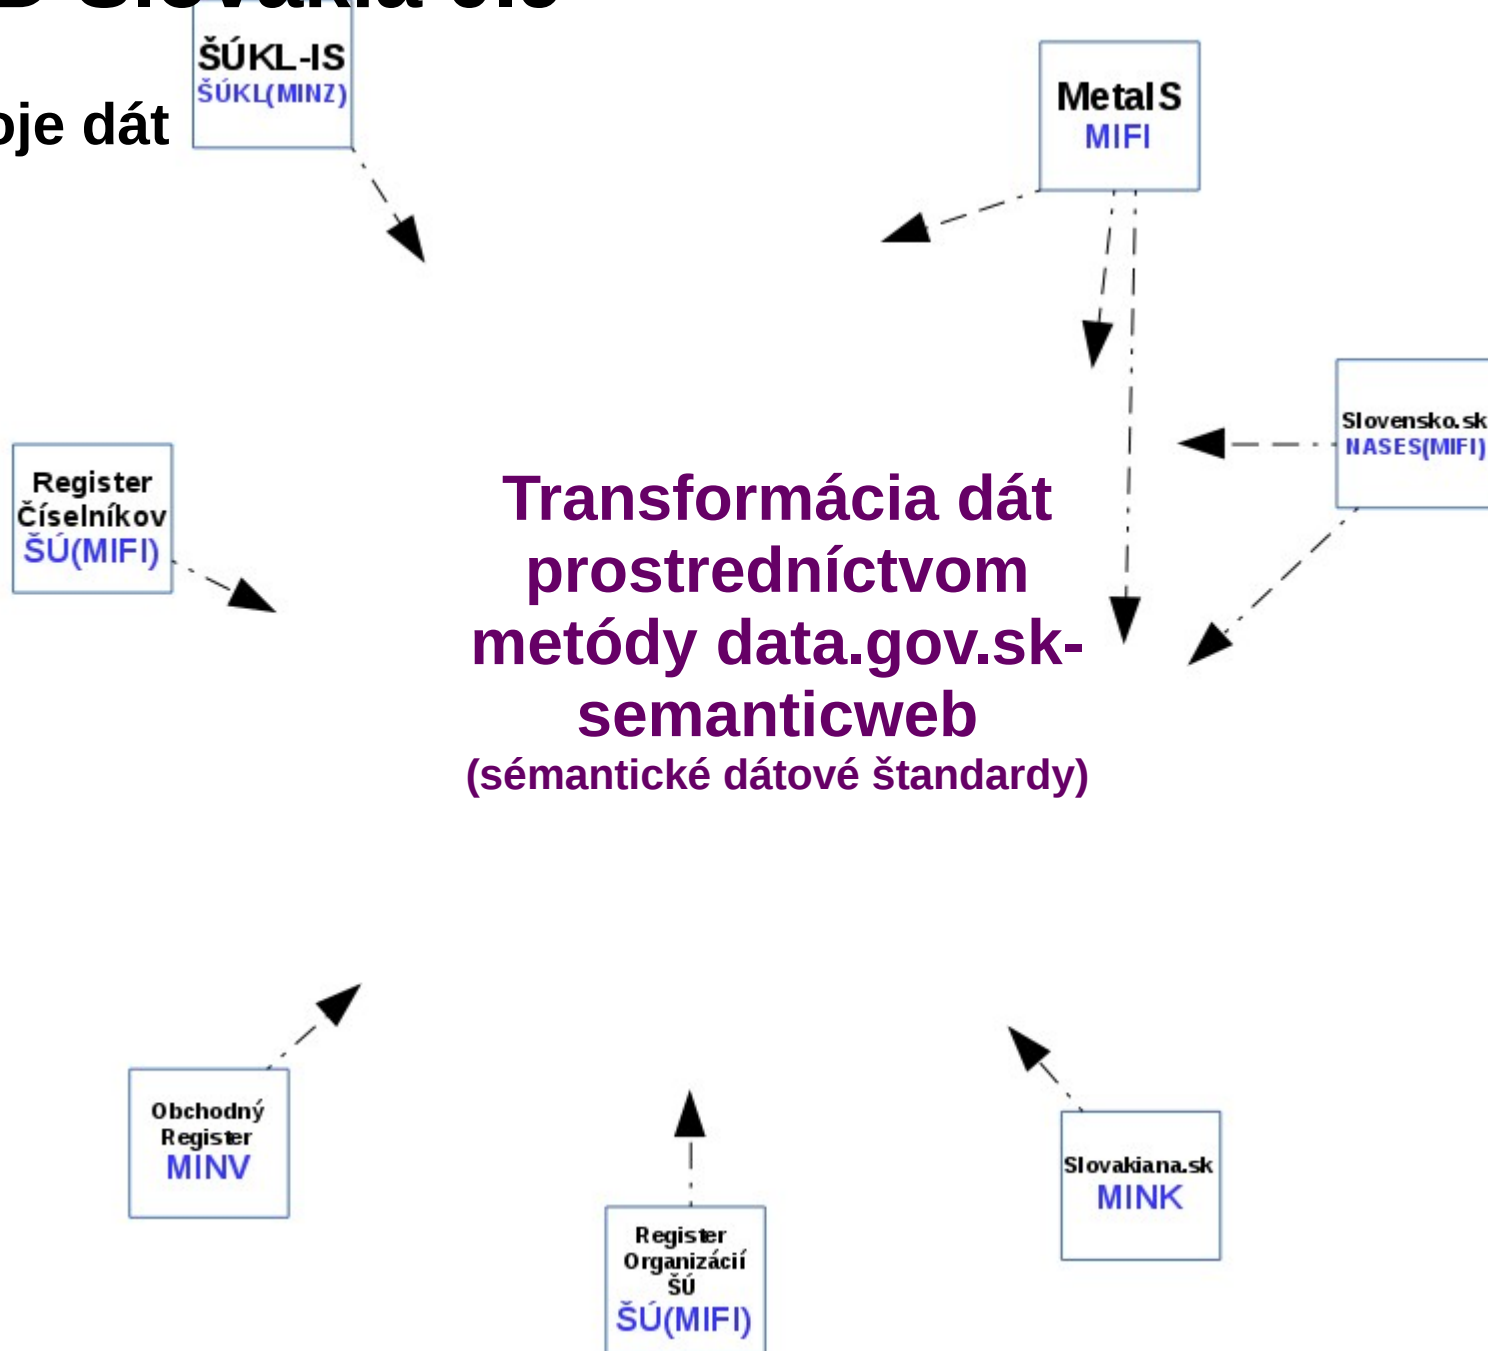 Slovakia
dát
ŠÚKL-IS
ŠÚKL(MINZ)
MetaIS
MIFI
Slovensko.sk
NASES(MIFI)
Register
Číselníkov
ŠÚ(MIFI)
Transformácia dát
prostredníctvom
metódy data.gov.sk-
semanticweb
(sémantické dátové štandardy)
Obchodný
Register
MINV
Register
Organizácií
ŠÚ
ŠÚ(MIFI)
Slovakiana.sk
MINK